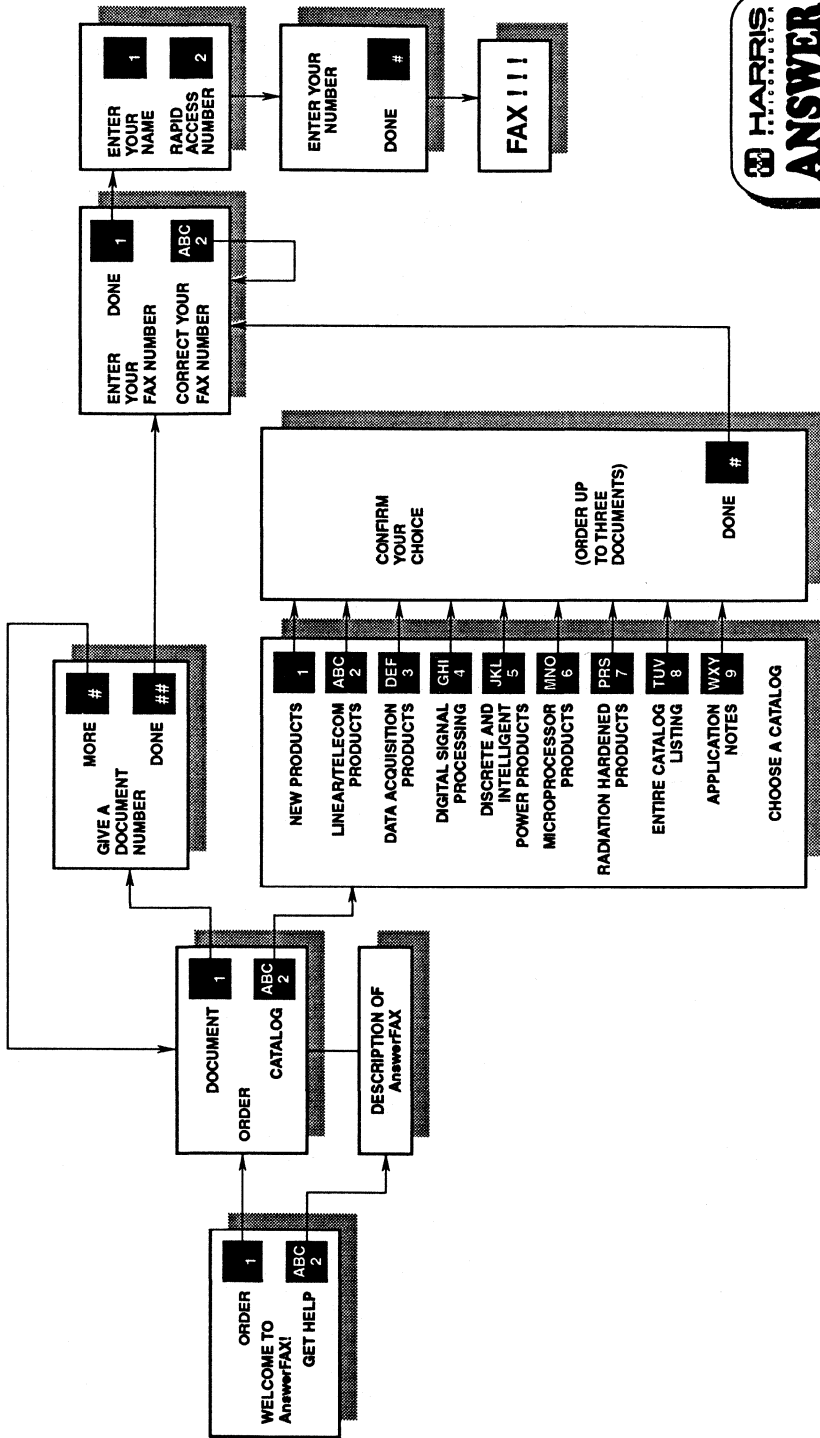 ORDER
1
WELCOME TO
AnswerFAX!
GET HELP
ABC
2
DOCUMENT
1
ORDER
CATALOG
ABC
2
DESCRIPTION OF
AnswerFAX
MORE
#
GIVE A
DOCUMENT
NUMBER
DONE
##
NEW PRODUCTS
1
LINEAR/TELECOM
PRODUCTS
ABC
2
DATA ACQUISITION
PRODUCTS
DEF
3
DIGITAL SIGNAL
PROCESSING
GHI
4
DISCRETE AND
INTELLIGENT
POWER PRODUCTS
JKL
5
MICROPROCESSOR
PRODUCTS
MNO
6
RADIATION HARDENED
PRODUCTS
PRS
7
ENTIRE CATALOG
LISTING
TUV
8
APPLICATION
NOTES
WXY
9
CHOOSE A CATALOG
CONFIRM
YOUR
CHOICE
(ORDER UP
TO THREE
DOCUMENTS)
DONE
#
ENTER
YOUR
FAX NUMBER
DONE
1
CORRECT YOUR
FAX NUMBER
ABC
2
ENTER
YOUR
NAME
1
RAPID
ACCESS
NUMBER
2
ENTER YOUR
NUMBER
DONE
#
FAX ! ! !
HARRIS
SEMICONDUCTOR
ANSWER